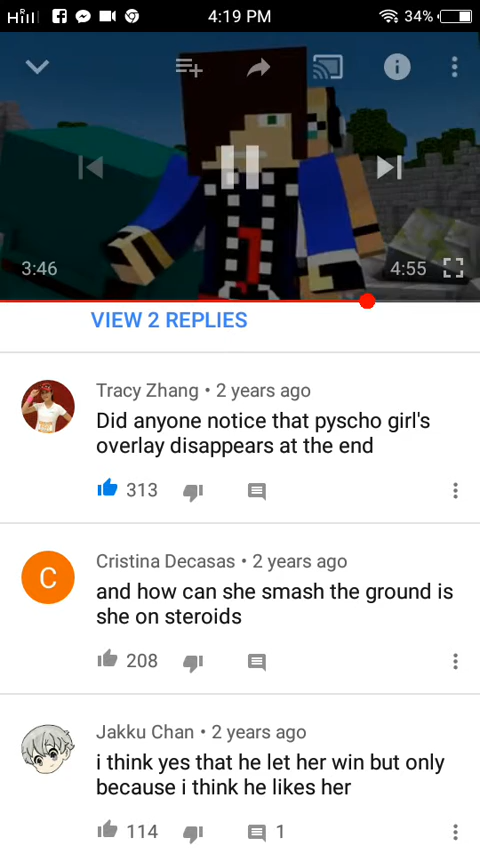 Hill
R
4:19 PM
34%
3:46
4:55
VIEW 2 REPLIES
Tracy Zhang • 2 years ago
Did anyone notice that pyscho girl's
overlay disappears at the end
313
C
Cristina Decasas • 2 years ago
and how can she smash the ground is
she on steroids
208
Jakku Chan • 2 years ago
i think yes that he let her win but only
because i think he likes her
114
1